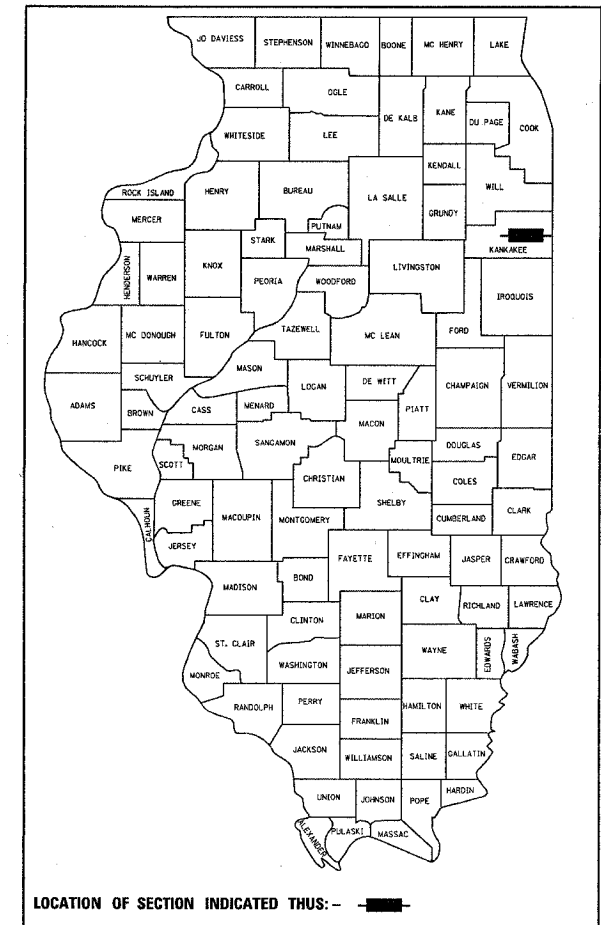 JO DAVIESS STEPHENSON WINNEBAGO BOONE MC HENRY LAKE
CARROLL OGLE DE KALB KANE DU PAGE COOK
WHITESIDE LEE
KENDALL WILL
ROCK ISLAND HENRY BUREAU LA SALLE
MERCER PUTNAM GRUNDY
STARK MARSHALL KANKAKEE
HENDERSON WARREN KNOX PEORIA WOODFORD LIVINGSTON IROQUOIS
HANCOCK MC DONOUGH FULTON TAZEWELL MC LEAN FORD
MASON
SCHUYLER LOGAN DE WITT CHAMPAIGN VERMILION
ADAMS BROWN CASS MENARD MACON PIATT
MORGAN SANGAMON DOUGLAS EDGAR
PIKE SCOTT CHRISTIAN MOULTRIE COLES
GREENE MACOUPIN MONTGOMERY SHELBY CUMBERLAND CLARK
CALHOUN JERSEY FAYETTE EFFINGHAM JASPER CRAWFORD
MADISON BOND CLAY RICHLAND LAWRENCE
CLINTON MARION
ST. CLAIR WAYNE EDWARDS WABASH
WASHINGTON JEFFERSON
MONROE
RANDOLPH PERRY HAMILTON WHITE
FRANKLIN
JACKSON WILLIAMSON SALINE GALLATIN
UNION JOHNSON POPE HARDIN
ALEXANDER PULASKI MASSAC
LOCATION OF SECTION INDICATED THUS: -